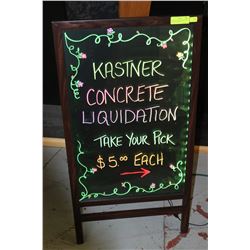 KASTNER
CONCRETE
LIQUIDATION
TAKE YOUR PICK
$5.00 EACH